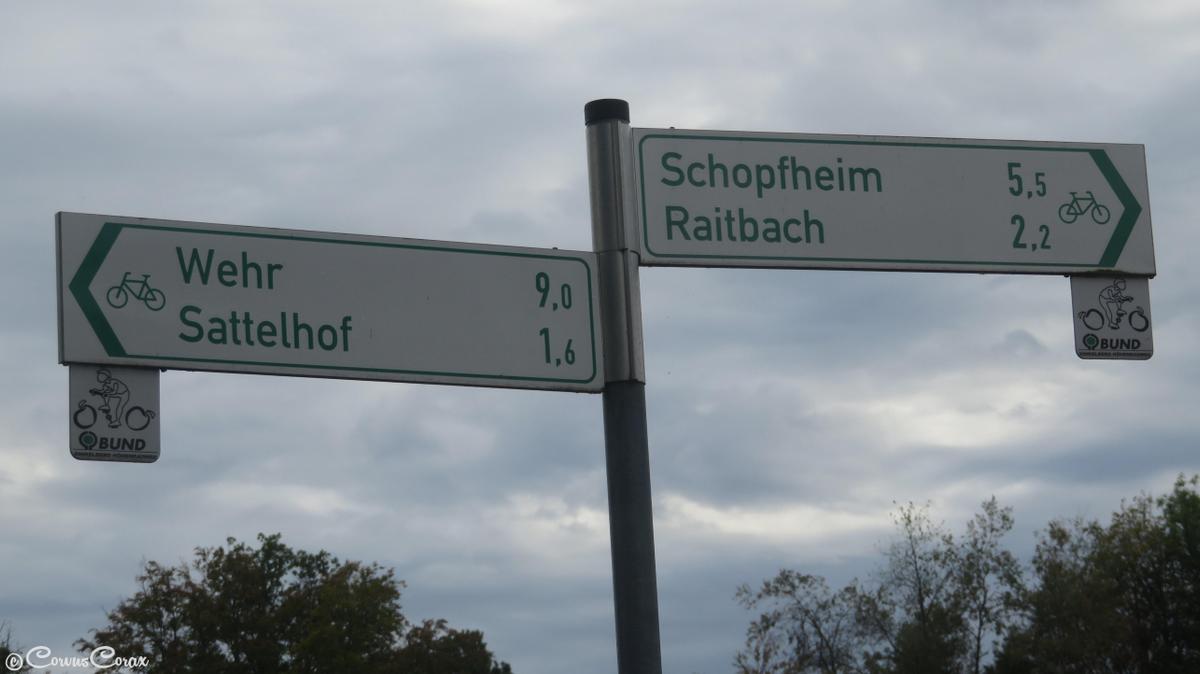 Schopfheim 5,5
Raitbach 2,2
BUND
Wehr 9,0
Sattelhof 1,6
BUND
© CorvusCorax